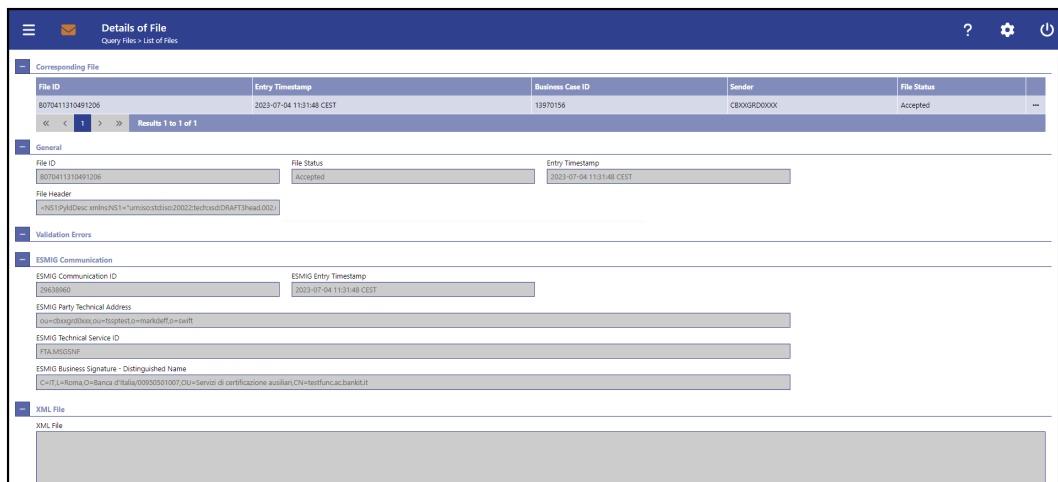 Details of File
Query Files > List of Files
?
Corresponding File
File ID Entry Timestamp Business Case ID Sender File Status
B070411310491206 2023-07-04 11:31:48 CEST 13970156 CBXXGRD0XXX Accepted ...
« < 1 > » Results 1 to 1 of 1
General
File ID File Status Entry Timestamp
B070411310491206 Accepted 2023-07-04 11:31:48 CEST
File Header
<NS1:PyldDesc xmlns:NS1="urn:iso:std:iso:20022:tech:xsd:DRAFT3head.002.
Validation Errors
ESMIG Communication
ESMIG Communication ID ESMIG Entry Timestamp
29638960 2023-07-04 11:31:48 CEST
ESMIG Party Technical Address
ou=cbxxgrd0xxx,ou=tssptest,o=markdeff,o=swift
ESMIG Technical Service ID
FTA.MSGSNF
ESMIG Business Signature - Distinguished Name
C=IT,L=Roma,O=Banca d'Italia/00950501007,OU=Servizi di certificazione ausiliari,CN=testfunc.ac.bankit.it
XML File
XML File